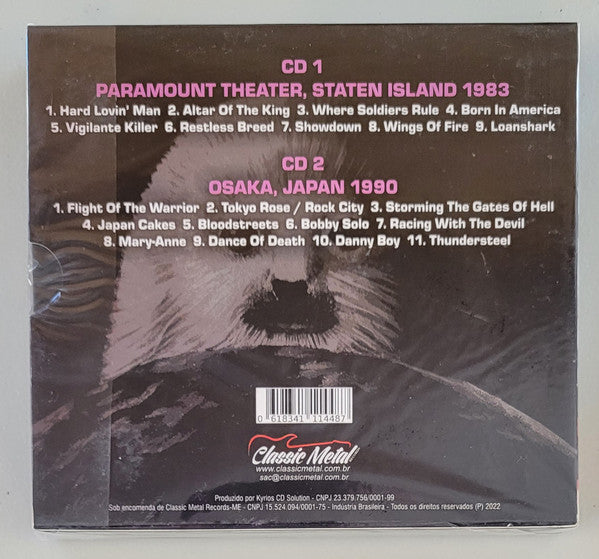 CD 1
PARAMOUNT THEATER, STATEN ISLAND 1983
1. Hard Lovin' Man 2. Altar Of The King 3. Where Soldiers Rule 4. Born In America
5. Vigilante Killer 6. Restless Breed 7. Showdown 8. Wings Of Fire 9. Loanshark
CD 2
OSAKA, JAPAN 1990
1. Flight Of The Warrior 2. Tokyo Rose / Rock City 3. Storming The Gates Of Hell
4. Japan Cakes 5. Bloodstreets 6. Bobby Solo 7. Racing With The Devil
8. Mary-Anne 9. Dance Of Death 10. Danny Boy 11. Thundersteel
0 618341 114487
Classic Metal
www.classicmetal.com.br
sac@classicmetal.com.br
Produzido por Kyrios CD Solution - CNPJ 23.379.756/0001-99
Sob encomenda de Classic Metal Records-ME - CNPJ 15.524.094/0001-75 - Indústria Brasileira - Todos os direitos reservados (P) 2022